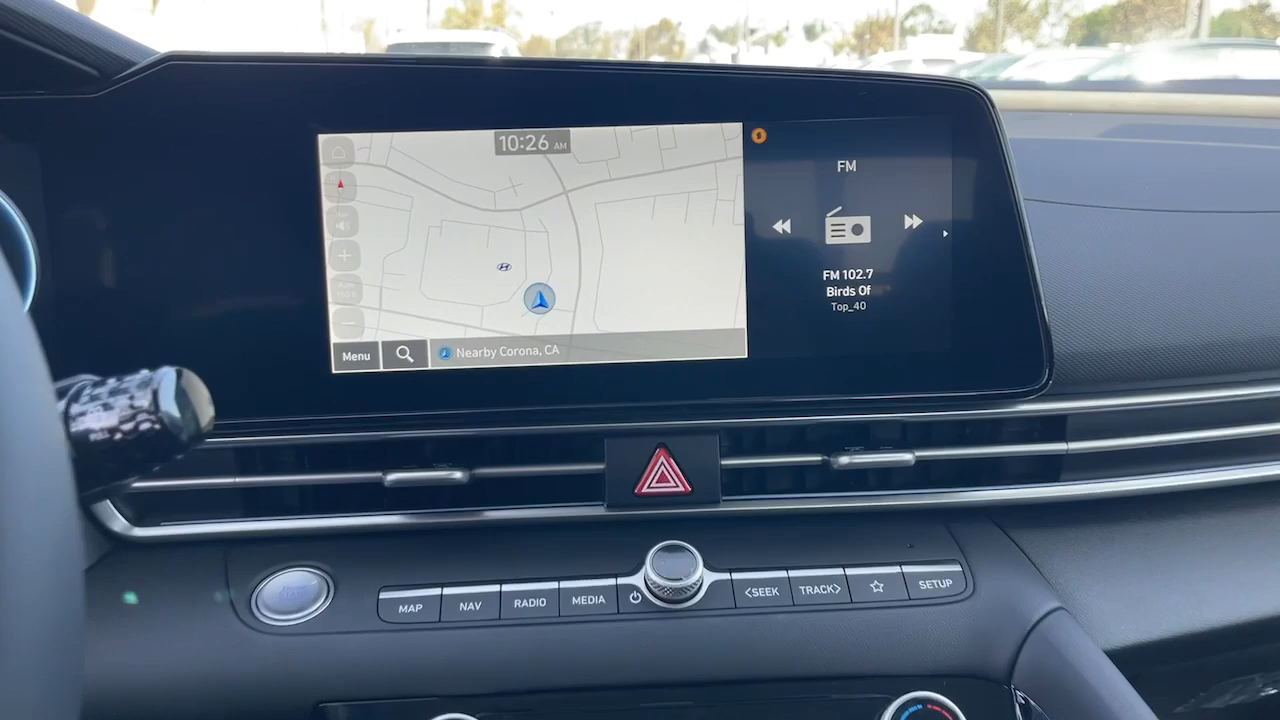 10:26 AM
FM
FM 102.7
Birds Of
Top_40
Menu
Nearby Corona, CA
MAP
NAV
RADIO
MEDIA
<SEEK
TRACK>
SETUP